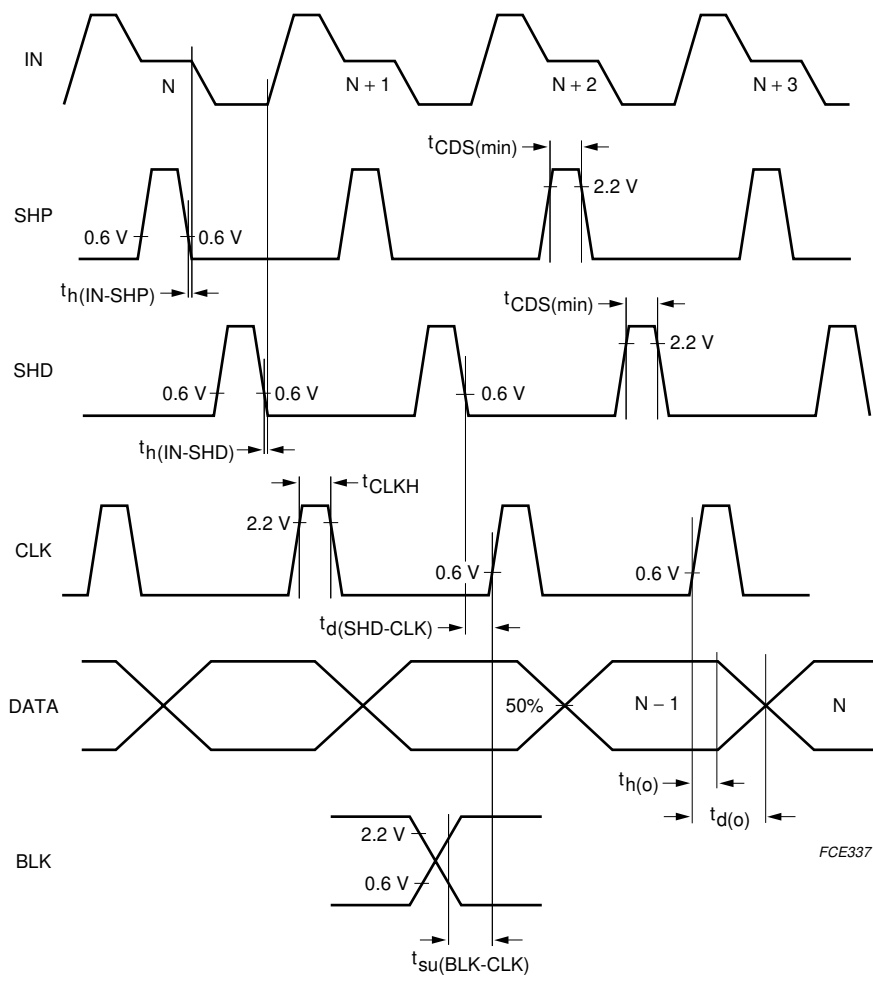 IN
N
N + 1
N + 2
N + 3
tCDS(min)
SHP
2.2 V
0.6 V
0.6 V
th(IN-SHP)
tCDS(min)
SHD
2.2 V
0.6 V
0.6 V
0.6 V
th(IN-SHD)
tCLKH
2.2 V
CLK
0.6 V
0.6 V
td(SHD-CLK)
DATA
50%
N − 1
N
th(o)
td(o)
2.2 V
BLK
0.6 V
FCE337
tsu(BLK-CLK)